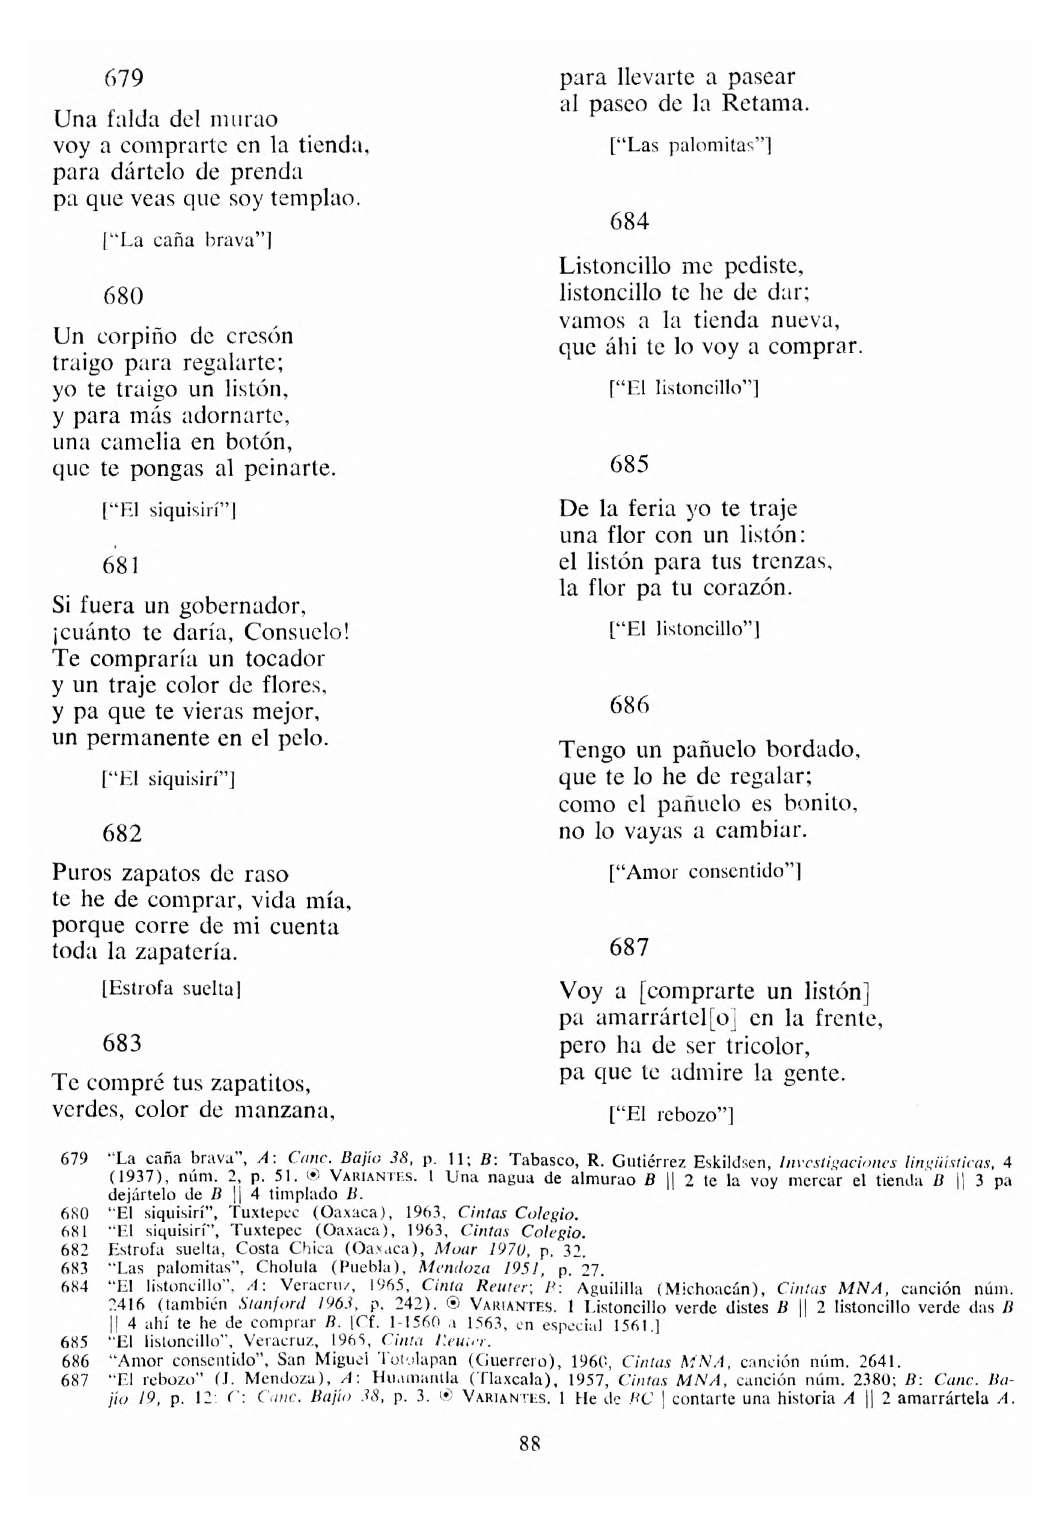 679
Una falda del murao
voy a comprarte en la tienda,
para dártelo de prenda
pa que veas que soy templao.
[“La caña brava”]
680
Un corpiño de cresón
traigo para regalarte;
yo te traigo un listón,
y para más adornarte,
una camelia en botón,
que te pongas al peinarte.
[“El siquisirí”]
681
Si fuera un gobernador,
¡cuánto te daría, Consuelo!
Te compraría un tocador
y un traje color de flores,
y pa que te vieras mejor,
un permanente en el pelo.
[“El siquisirí”]
682
Puros zapatos de raso
te he de comprar, vida mía,
porque corre de mi cuenta
toda la zapatería.
[Estrofa suelta]
683
Te compré tus zapatitos,
verdes, color de manzana,
para llevarte a pasear
al paseo de la Retama.
[“Las palomitas”]
684
Listoncillo me pediste,
listoncillo te he de dar;
vamos a la tienda nueva,
que áhi te lo voy a comprar.
[“El listoncillo”]
685
De la feria yo te traje
una flor con un listón:
el listón para tus trenzas,
la flor pa tu corazón.
[“El listoncillo”]
686
Tengo un pañuelo bordado,
que te lo he de regalar;
como el pañuelo es bonito,
no lo vayas a cambiar.
[“Amor consentido”]
687
Voy a [comprarte un listón]
pa amarrártel[o] en la frente,
pero ha de ser tricolor,
pa que te admire la gente.
[“El rebozo”]
679 “La caña brava”, A: Canc. Bajío 38, p. 11; B: Tabasco, R. Gutiérrez Eskildsen, Investigaciones lingüísticas, 4
(1937), núm. 2, p. 51. ⦿ VARIANTES. 1 Una nagua de almurao B || 2 te la voy mercar el tienda B || 3 pa
dejártelo de B || 4 timplado B.
680 “El siquisirí”, Tuxtepec (Oaxaca), 1963, Cintas Colegio.
681 “El siquisirí”, Tuxtepec (Oaxaca), 1963, Cintas Colegio.
682 Estrofa suelta, Costa Chica (Oaxaca), Moar 1970, p. 32.
683 “Las palomitas”, Cholula (Puebla), Mendoza 1951, p. 27.
684 “El listoncillo”, A: Veracruz, 1965, Cinta Reuter; B: Aguililla (Michoacán), Cintas MNA, canción núm.
2416 (también Stanford 1963, p. 242). ⦿ VARIANTES. 1 Listoncillo verde distes B || 2 listoncillo verde das B
|| 4 ahí te he de comprar B. [Cf. 1-1560 a 1563, en especial 1561.]
685 “El listoncillo”, Veracruz, 1965, Cinta Reuter.
686 “Amor consentido”, San Miguel Totolapan (Guerrero), 1960, Cintas MNA, canción núm. 2641.
687 “El rebozo” (J. Mendoza), A: Huamantla (Tlaxcala), 1957, Cintas MNA, canción núm. 2380; B: Canc. Ba-
jío 19, p. 12; C: Canc. Bajío 38, p. 3. ⦿ VARIANTES. 1 He de BC | contarte una historia A || 2 amarrártela A.
88